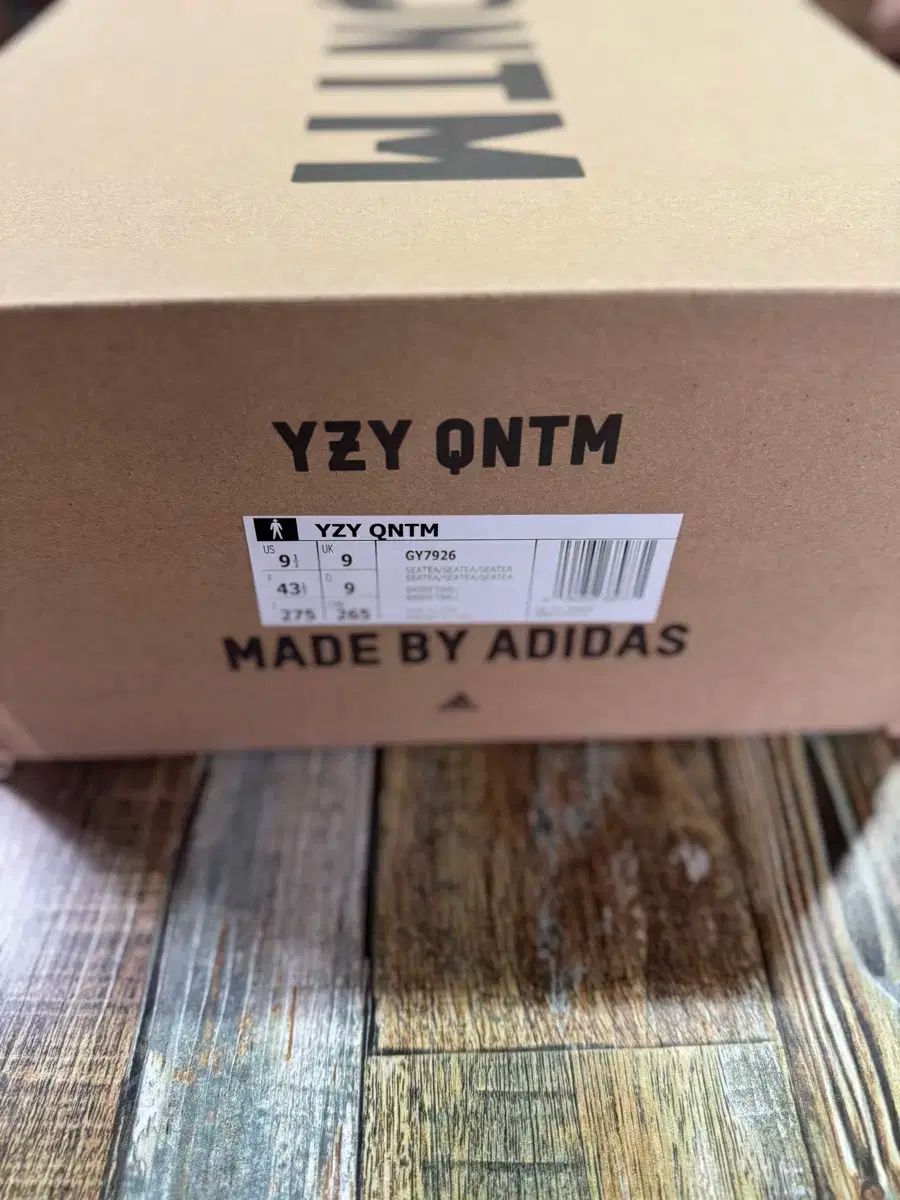 QNTM
YZY QNTM
YZY QNTM
US 9½ UK 9 GY7926
SEATEA/SEATEA/SEATEA
SEATEA/SEATEA/SEATEA
F 43⅓ D 9
275 265
MADE BY ADIDAS